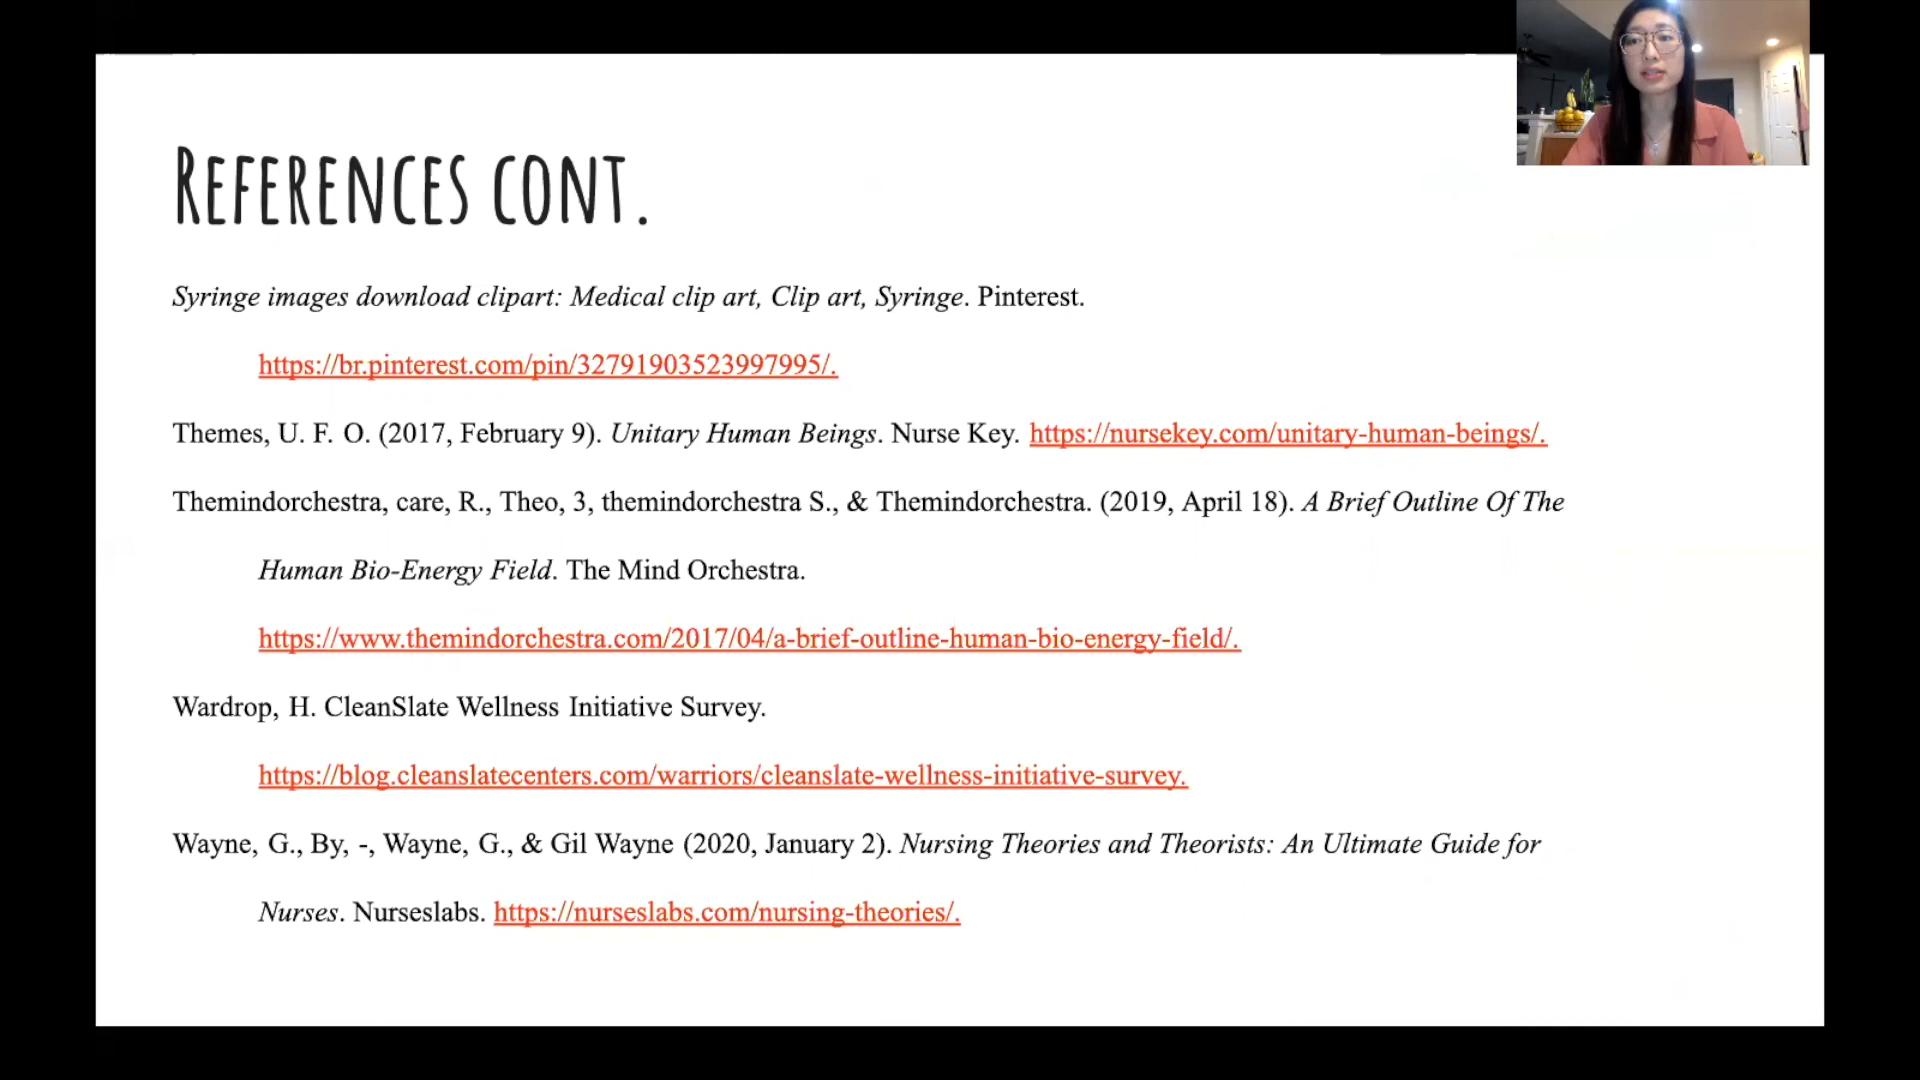 References cont.
Syringe images download clipart: Medical clip art, Clip art, Syringe. Pinterest.
https://br.pinterest.com/pin/32791903523997995/.
Themes, U. F. O. (2017, February 9). Unitary Human Beings. Nurse Key. https://nursekey.com/unitary-human-beings/.
Themindorchestra, care, R., Theo, 3, themindorchestra S., & Themindorchestra. (2019, April 18). A Brief Outline Of The
Human Bio-Energy Field. The Mind Orchestra.
https://www.themindorchestra.com/2017/04/a-brief-outline-human-bio-energy-field/.
Wardrop, H. CleanSlate Wellness Initiative Survey.
https://blog.cleanslatecenters.com/warriors/cleanslate-wellness-initiative-survey.
Wayne, G., By, -, Wayne, G., & Gil Wayne (2020, January 2). Nursing Theories and Theorists: An Ultimate Guide for
Nurses. Nurseslabs. https://nurseslabs.com/nursing-theories/.